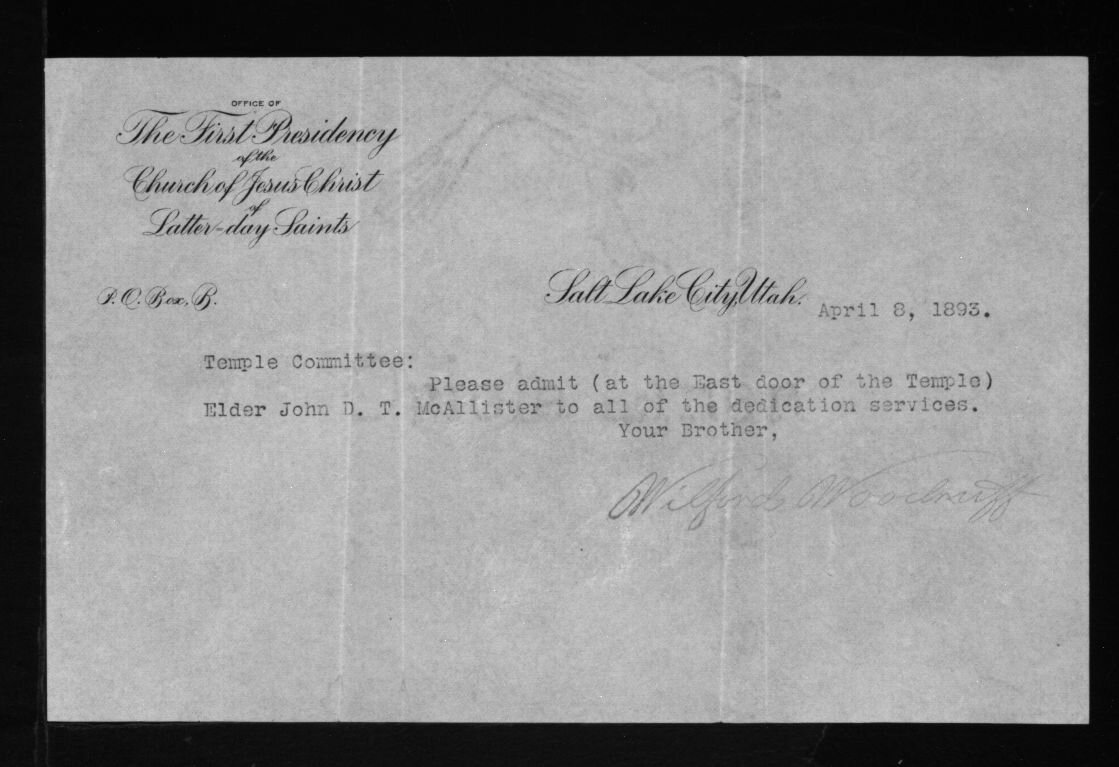 OFFICE OF
The First Presidency
of the
Church of Jesus Christ
of
Latter-day Saints
P. O. Box, B.
Salt Lake City, Utah. April 8, 1893.
Temple Committee:
Please admit (at the East door of the Temple)
Elder John D. T. McAllister to all of the dedication services.
Your Brother,
Wilford Woodruff